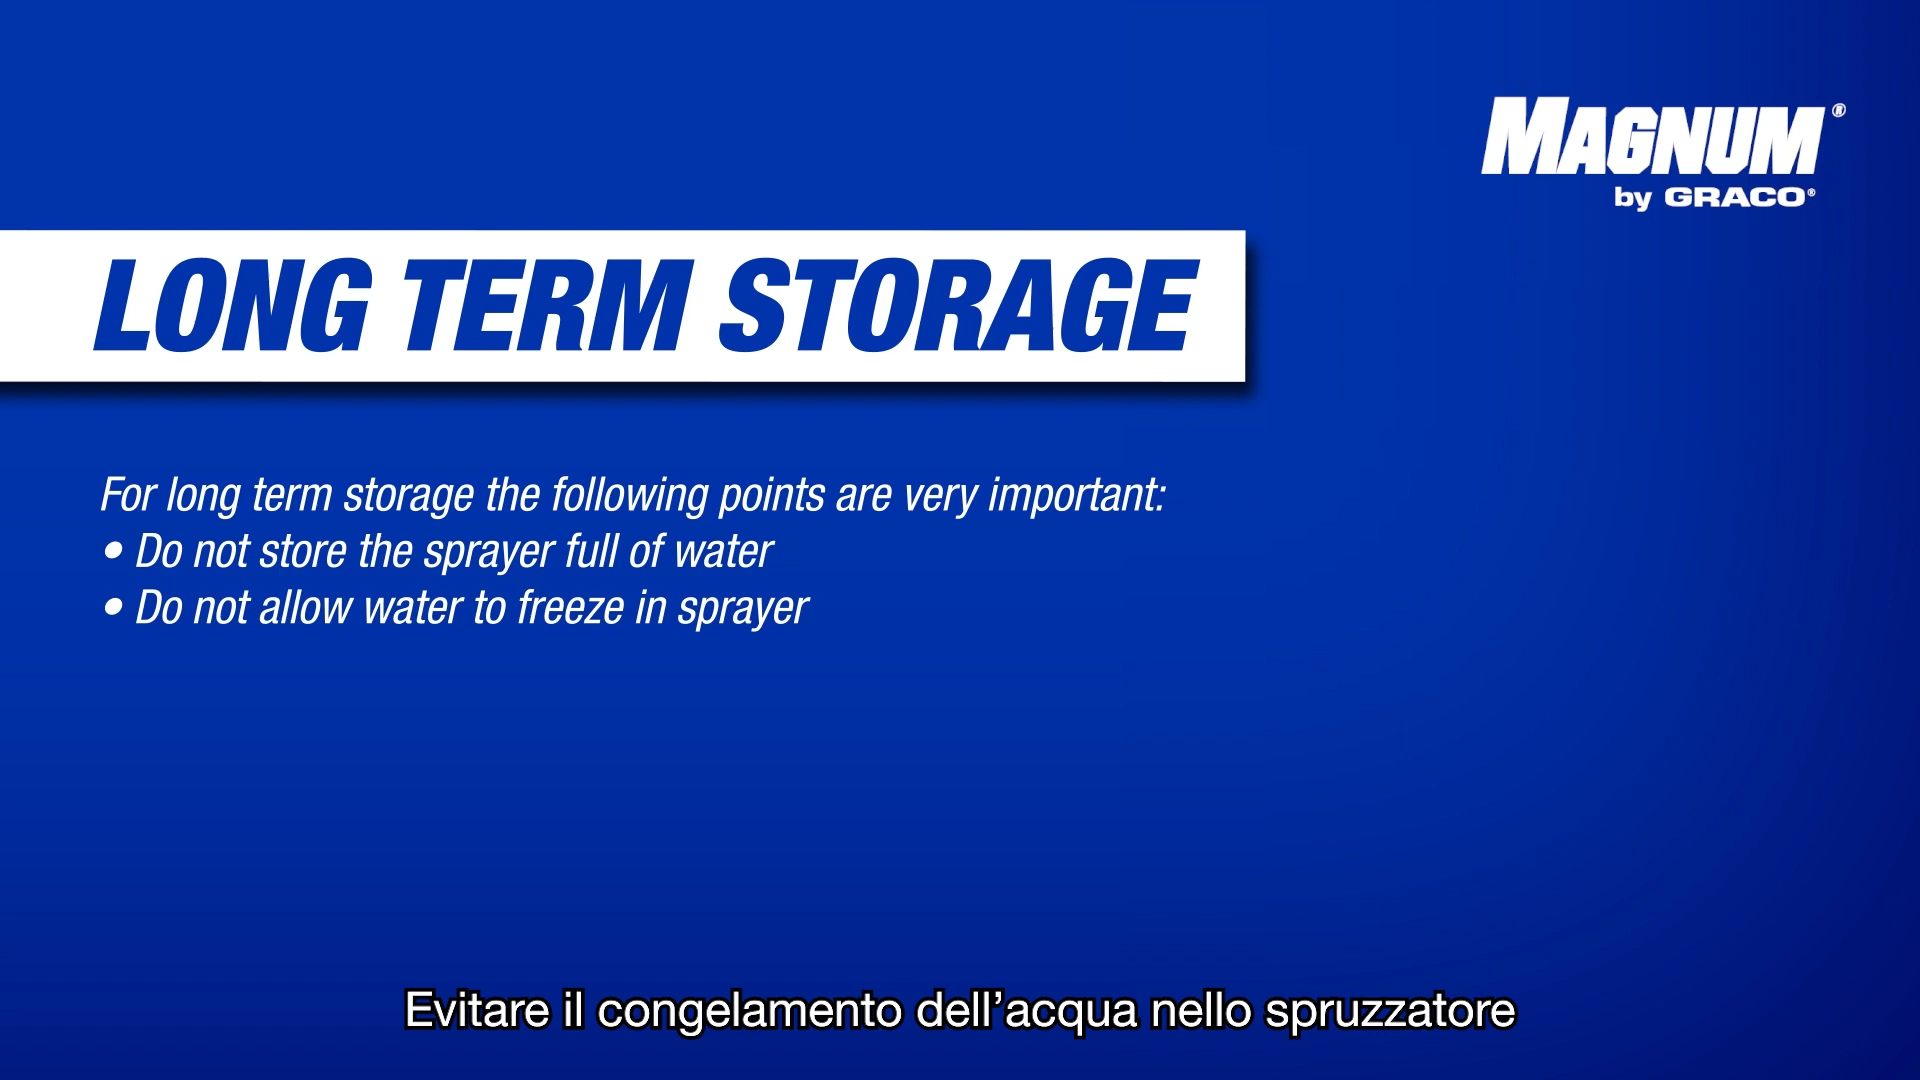 MAGNUM®
by GRACO®
LONG TERM STORAGE
For long term storage the following points are very important:
• Do not store the sprayer full of water
• Do not allow water to freeze in sprayer
Evitare il congelamento dell’acqua nello spruzzatore